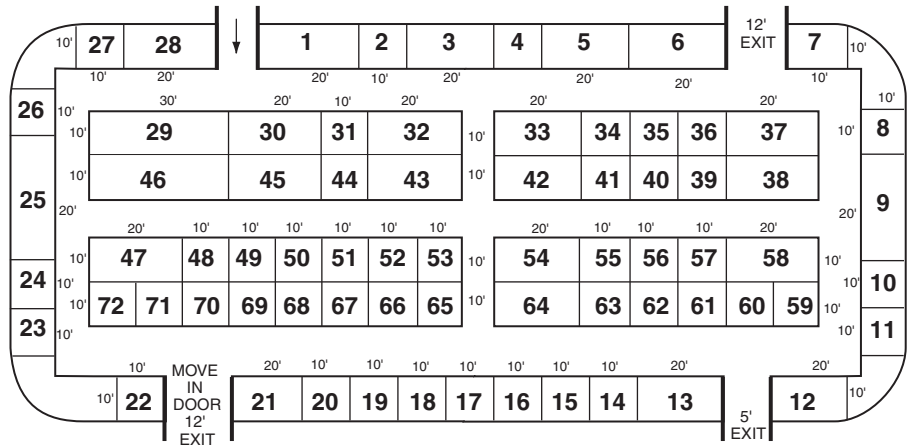 12'
EXIT
10' 27 28 1 2 3 4 5 6 7 10'
10' 20' 20' 10' 20' 20' 20' 10'
26 10' 30' 20' 10' 20' 20' 20' 10'
10' 29 30 31 32 10' 33 34 35 36 37 10' 8
10' 46 45 44 43 10' 42 41 40 39 38
25 20' 20' 9
20' 10' 10' 10' 10' 10' 10' 20' 10' 10' 10' 20'
10' 47 48 49 50 51 52 53 10' 54 55 56 57 58 10'
24 10' 10' 10
10' 72 71 70 69 68 67 66 65 10' 64 63 62 61 60 59 10'
23 10' 10' 11
10' MOVE 20' 10' 10' 10' 10' 10' 10' 10' 20' 20'
IN
10' 22 DOOR 21 20 19 18 17 16 15 14 13 12 10'
12' 5'
EXIT EXIT